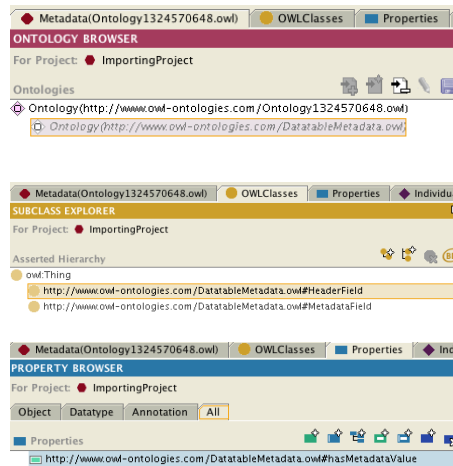 Metadata(Ontology1324570648.owl) OWLClasses Properties
ONTOLOGY BROWSER
For Project: ImportingProject
Ontologies
Ontology(http://www.owl-ontologies.com/Ontology1324570648.owl)
Ontology(http://www.owl-ontologies.com/DatatableMetadata.owl)
Metadata(Ontology1324570648.owl) OWLClasses Properties Individua
SUBCLASS EXPLORER
For Project: ImportingProject
Asserted Hierarchy
owl:Thing
http://www.owl-ontologies.com/DatatableMetadata.owl#HeaderField
http://www.owl-ontologies.com/DatatableMetadata.owl#MetadataField
Metadata(Ontology1324570648.owl) OWLClasses Properties Ind
PROPERTY BROWSER
For Project: ImportingProject
Object Datatype Annotation All
Properties
http://www.owl-ontologies.com/DatatableMetadata.owl#hasMetadataValue